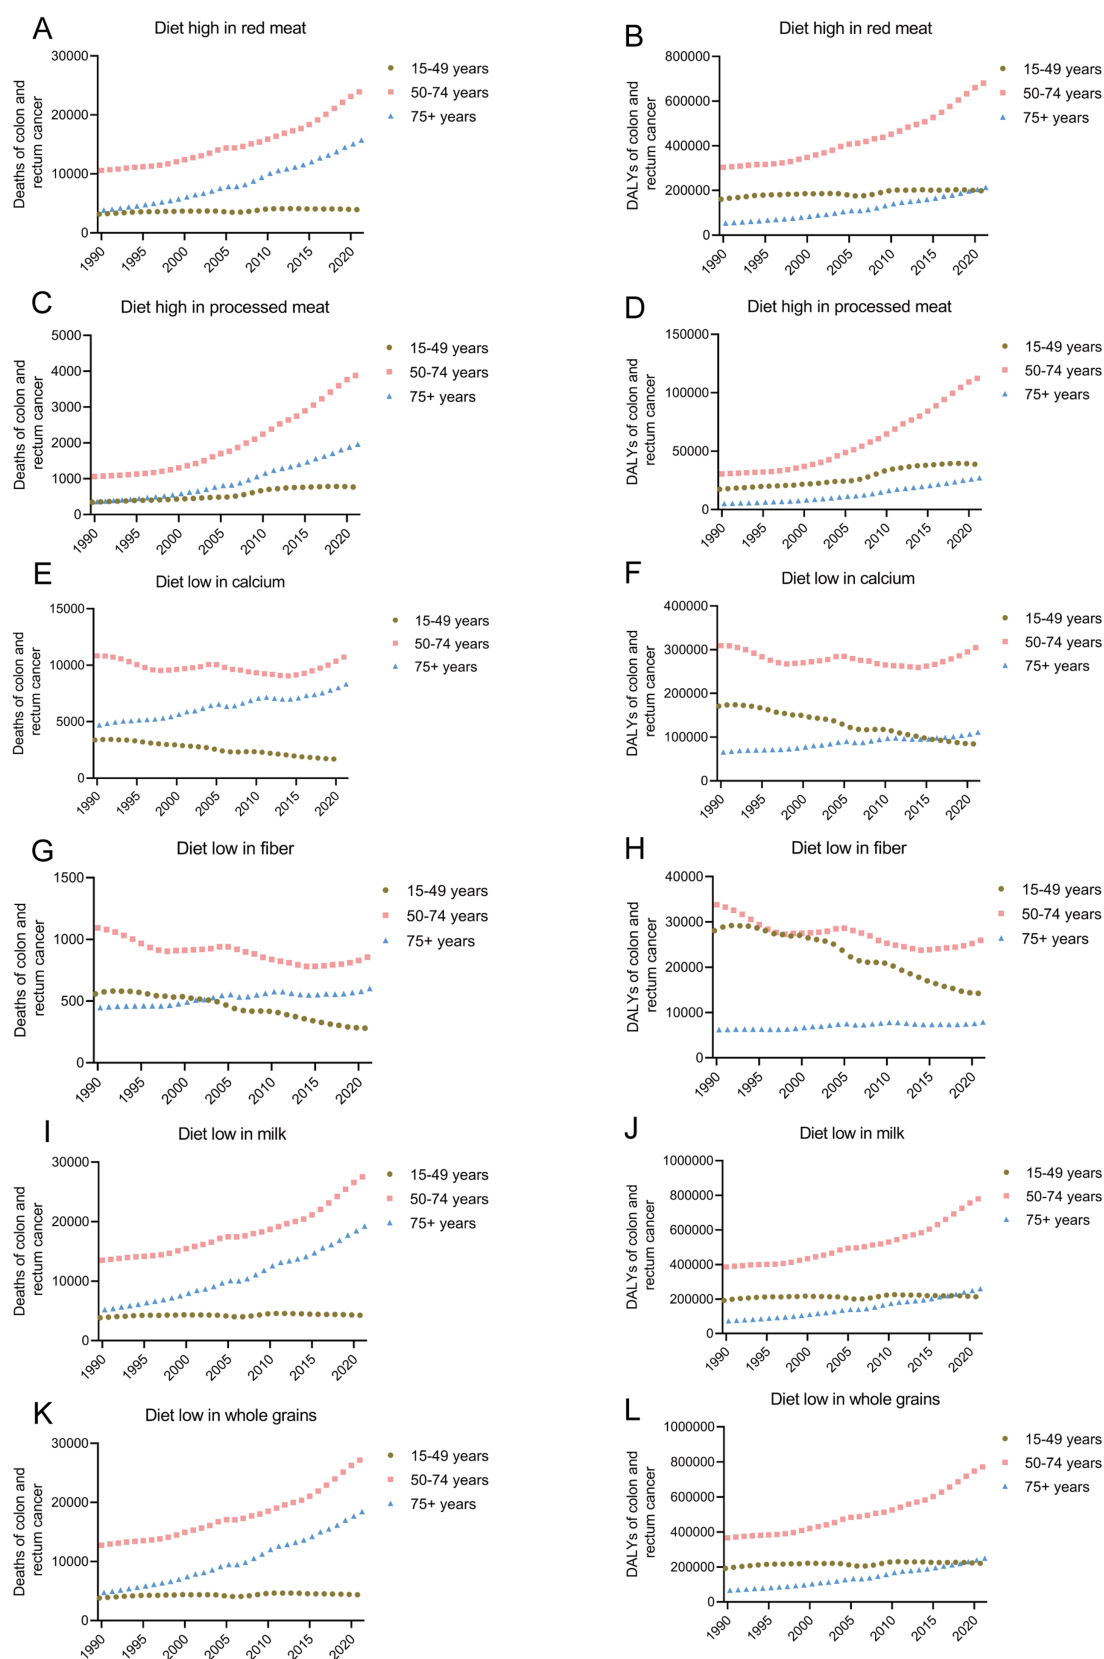 A
Diet high in red meat
Deaths of colon and
rectum cancer
30000
20000
10000
0
1990
1995
2000
2005
2010
2015
2020
15-49 years
50-74 years
75+ years
B
Diet high in red meat
DALYs of colon and
rectum cancer
800000
600000
400000
200000
0
1990
1995
2000
2005
2010
2015
2020
15-49 years
50-74 years
75+ years
C
Diet high in processed meat
Deaths of colon and
rectum cancer
5000
4000
3000
2000
1000
0
1990
1995
2000
2005
2010
2015
2020
15-49 years
50-74 years
75+ years
D
Diet high in processed meat
DALYs of colon and
rectum cancer
150000
100000
50000
0
1990
1995
2000
2005
2010
2015
2020
15-49 years
50-74 years
75+ years
E
Diet low in calcium
Deaths of colon and
rectum cancer
15000
10000
5000
0
1990
1995
2000
2005
2010
2015
2020
15-49 years
50-74 years
75+ years
F
Diet low in calcium
DALYs of colon and
rectum cancer
400000
300000
200000
100000
0
1990
1995
2000
2005
2010
2015
2020
15-49 years
50-74 years
75+ years
G
Diet low in fiber
Deaths of colon and
rectum cancer
1500
1000
500
0
1990
1995
2000
2005
2010
2015
2020
15-49 years
50-74 years
75+ years
H
Diet low in fiber
DALYs of colon and
rectum cancer
40000
30000
20000
10000
0
1990
1995
2000
2005
2010
2015
2020
15-49 years
50-74 years
75+ years
I
Diet low in milk
Deaths of colon and
rectum cancer
30000
20000
10000
0
1990
1995
2000
2005
2010
2015
2020
15-49 years
50-74 years
75+ years
J
Diet low in milk
DALYs of colon and
rectum cancer
1000000
800000
600000
400000
200000
0
1990
1995
2000
2005
2010
2015
2020
15-49 years
50-74 years
75+ years
K
Diet low in whole grains
Deaths of colon and
rectum cancer
30000
20000
10000
0
1990
1995
2000
2005
2010
2015
2020
15-49 years
50-74 years
75+ years
L
Diet low in whole grains
DALYs of colon and
rectum cancer
1000000
800000
600000
400000
200000
0
1990
1995
2000
2005
2010
2015
2020
15-49 years
50-74 years
75+ years